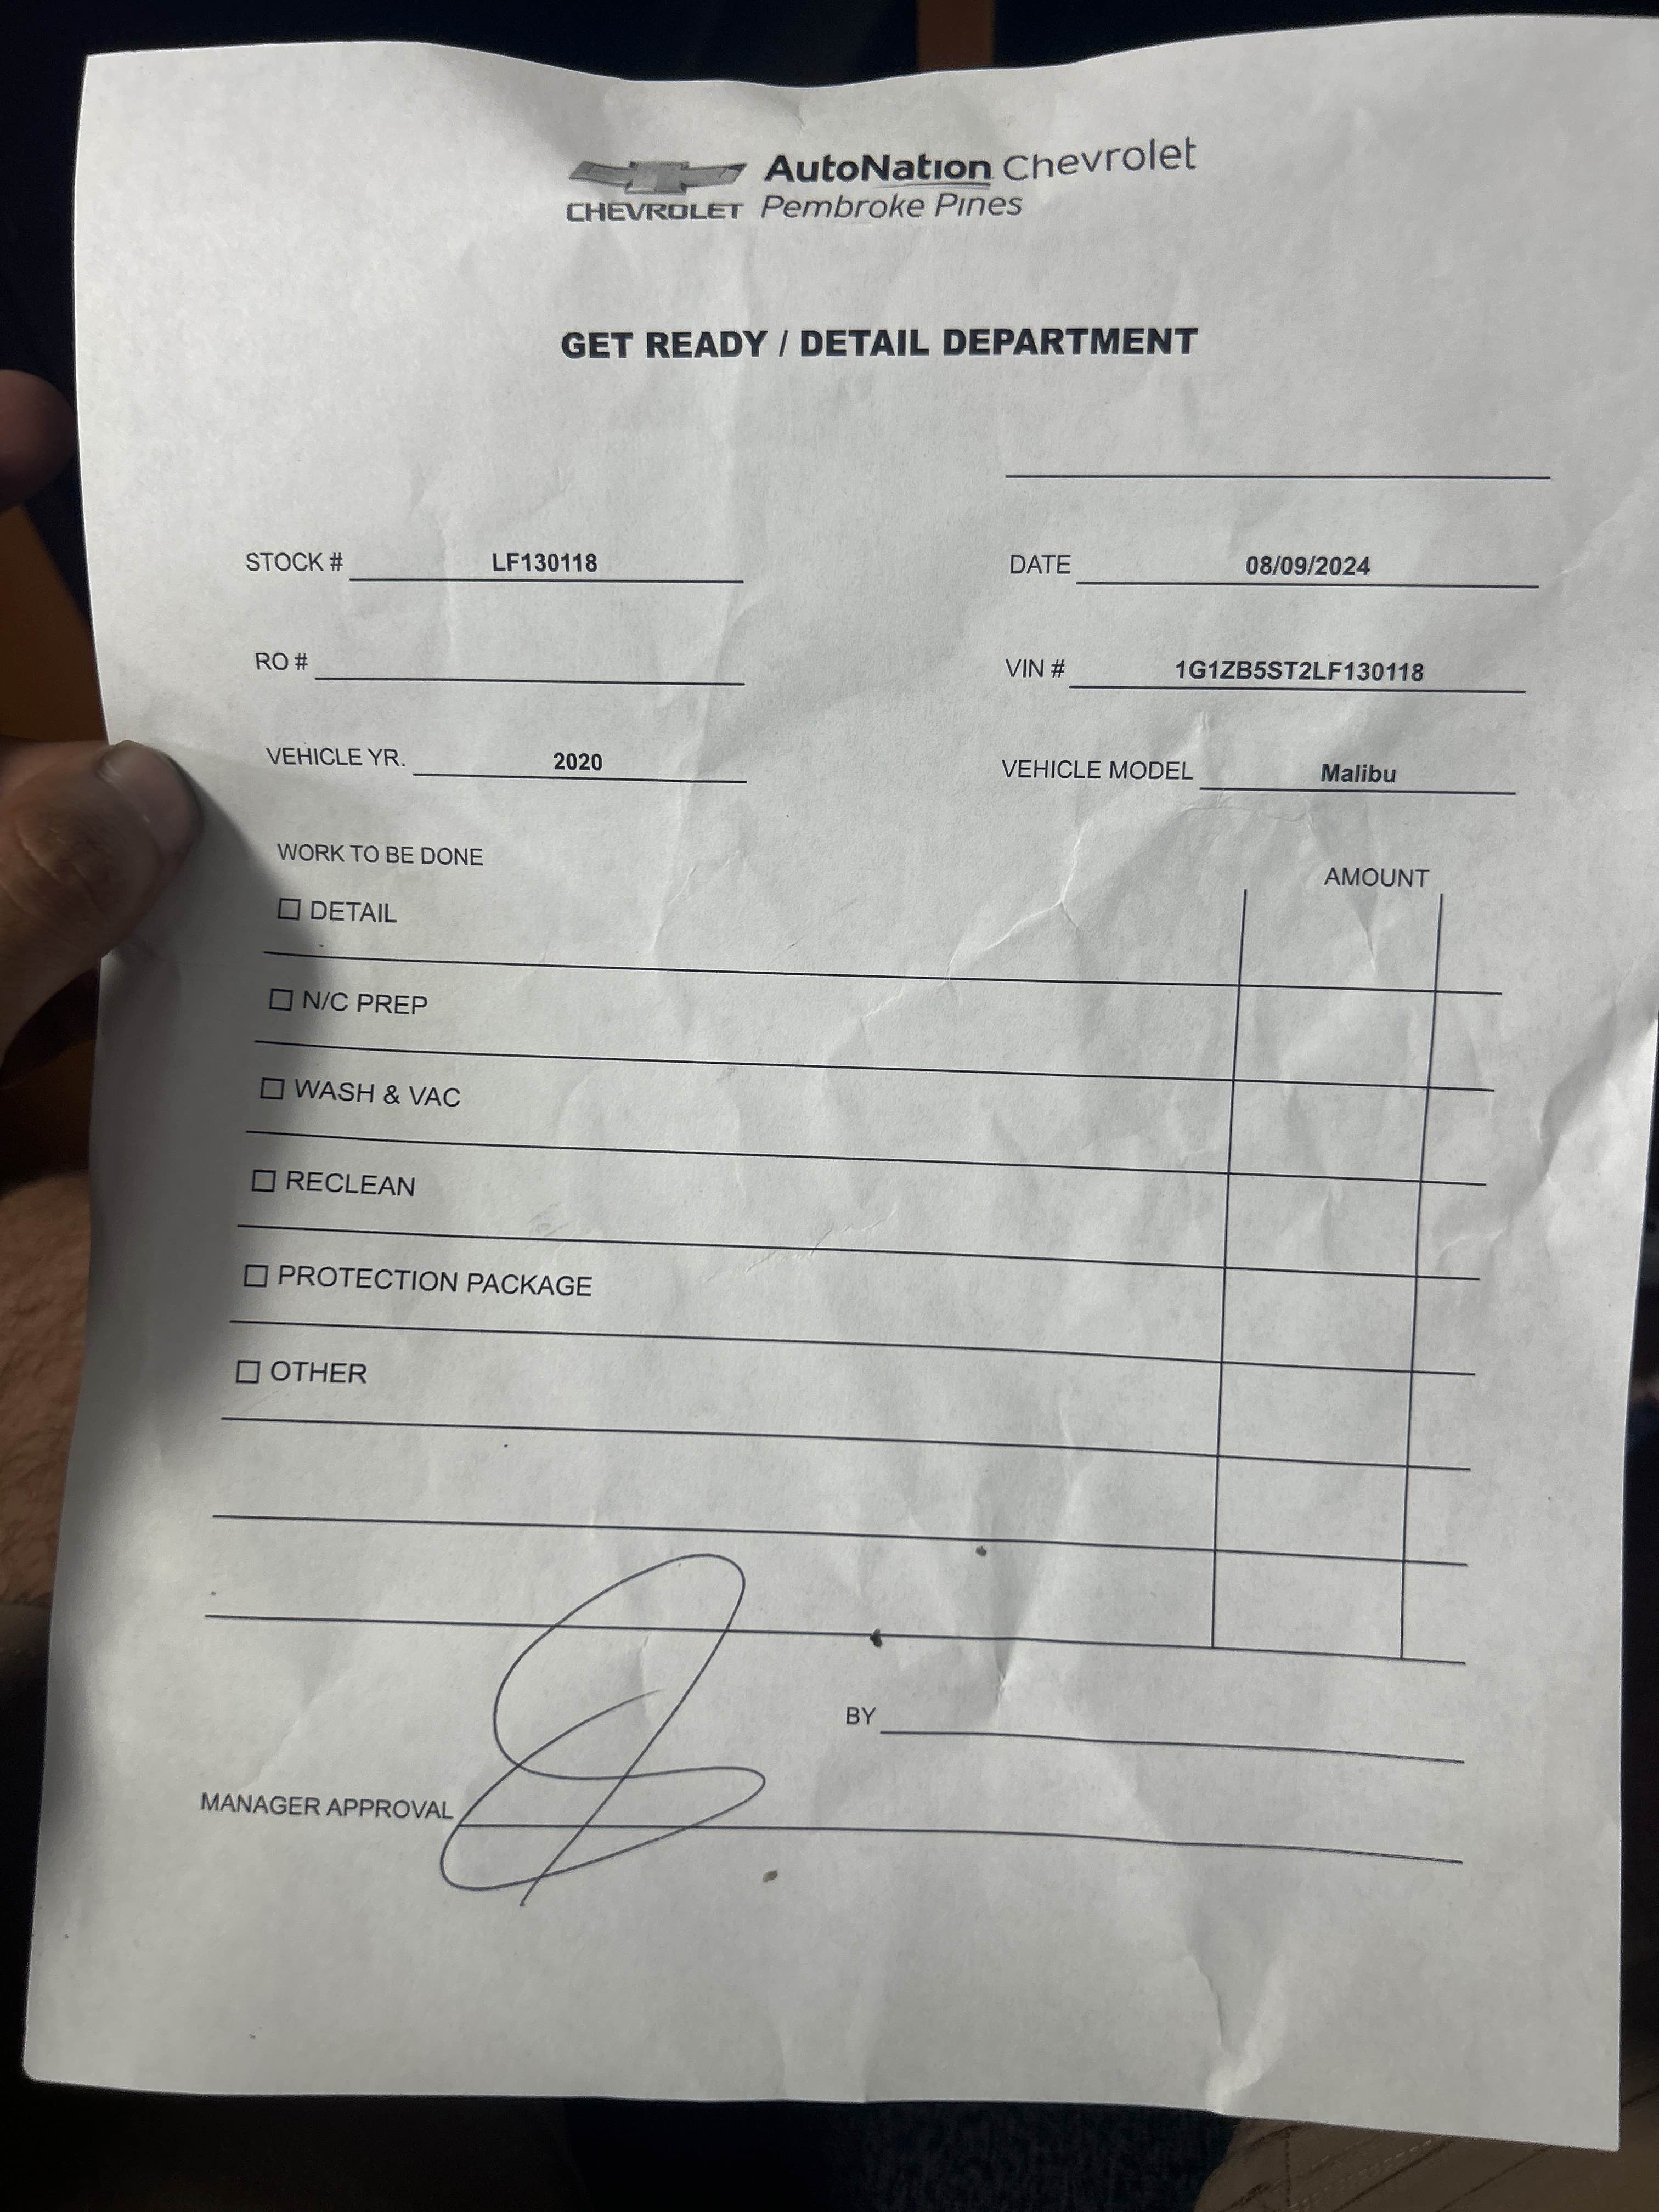 AutoNation Chevrolet
CHEVROLET Pembroke Pines
GET READY / DETAIL DEPARTMENT
STOCK # LF130118 DATE 08/09/2024
RO # VIN # 1G1ZB5ST2LF130118
VEHICLE YR. 2020 VEHICLE MODEL Malibu
WORK TO BE DONE AMOUNT
DETAIL
N/C PREP
WASH & VAC
RECLEAN
PROTECTION PACKAGE
OTHER
BY
MANAGER APPROVAL